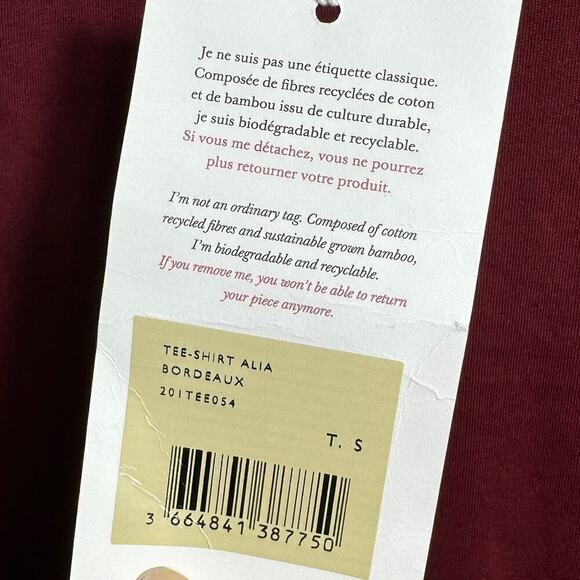 Je ne suis pas une étiquette classique.
Composée de fibres recyclées de coton
et de bambou issu de culture durable,
je suis biodégradable et recyclable.
Si vous me détachez, vous ne pourrez
plus retourner votre produit.
I'm not an ordinary tag. Composed of cotton
recycled fibres and sustainable grown bamboo,
I'm biodegradable and recyclable.
If you remove me, you won't be able to return
your piece anymore.
TEE-SHIRT ALIA
BORDEAUX
201TEE054
T. S
3 664841 387750